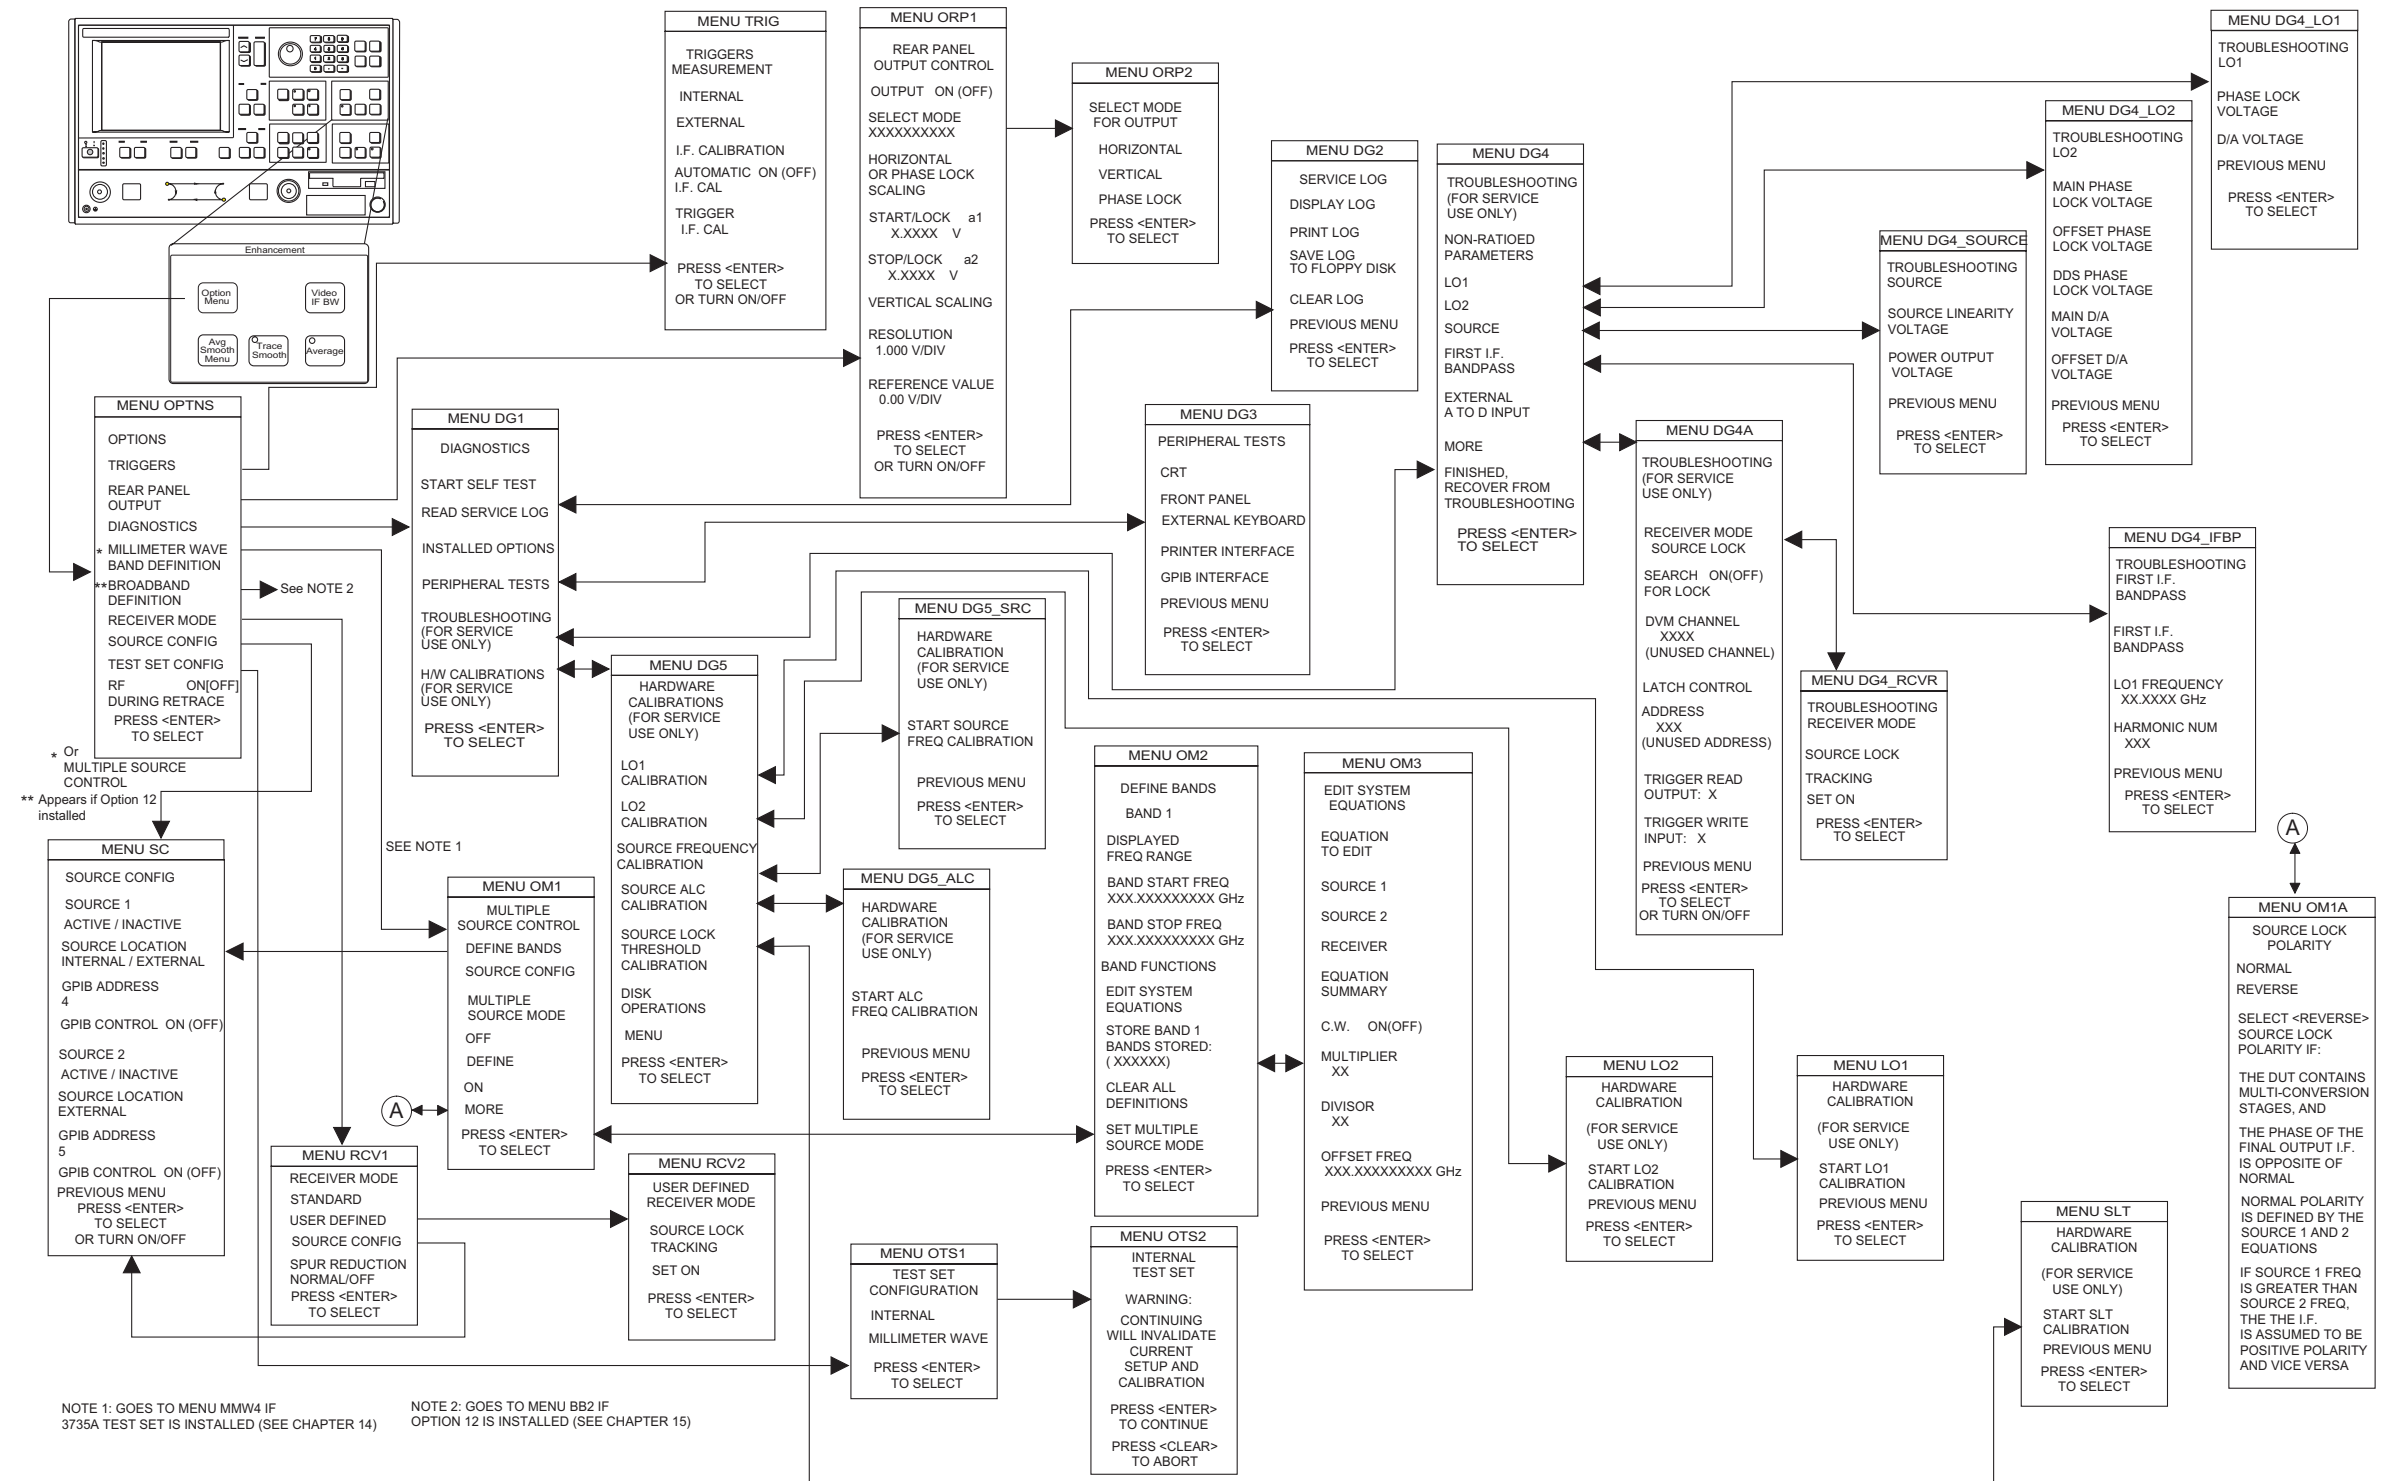 Enhancement
Option
Menu
Video
IF BW
Avg
Smooth
Menu
Trace
Smooth
Average
MENU OPTNS
OPTIONS
TRIGGERS
REAR PANEL
OUTPUT
DIAGNOSTICS
* MILLIMETER WAVE
BAND DEFINITION
**BROADBAND
DEFINITION
See NOTE 2
RECEIVER MODE
SOURCE CONFIG
TEST SET CONFIG
RF ON[OFF]
DURING RETRACE
PRESS <ENTER>
TO SELECT
* Or
MULTIPLE SOURCE
CONTROL
** Appears if Option 12
installed
MENU SC
SOURCE CONFIG
SOURCE 1
ACTIVE / INACTIVE
SOURCE LOCATION
INTERNAL / EXTERNAL
GPIB ADDRESS
4
GPIB CONTROL ON (OFF)
SOURCE 2
ACTIVE / INACTIVE
SOURCE LOCATION
EXTERNAL
GPIB ADDRESS
5
GPIB CONTROL ON (OFF)
PREVIOUS MENU
PRESS <ENTER>
TO SELECT
OR TURN ON/OFF
MENU TRIG
TRIGGERS
MEASUREMENT
INTERNAL
EXTERNAL
I.F. CALIBRATION
AUTOMATIC ON (OFF)
I.F. CAL
TRIGGER
I.F. CAL
PRESS <ENTER>
TO SELECT
OR TURN ON/OFF
MENU ORP1
REAR PANEL
OUTPUT CONTROL
OUTPUT ON (OFF)
SELECT MODE
XXXXXXXXXX
HORIZONTAL
OR PHASE LOCK
SCALING
START/LOCK a1
X.XXXX V
STOP/LOCK a2
X.XXXX V
VERTICAL SCALING
RESOLUTION
1.000 V/DIV
REFERENCE VALUE
0.00 V/DIV
PRESS <ENTER>
TO SELECT
OR TURN ON/OFF
MENU ORP2
SELECT MODE
FOR OUTPUT
HORIZONTAL
VERTICAL
PHASE LOCK
PRESS <ENTER>
TO SELECT
MENU DG1
DIAGNOSTICS
START SELF TEST
READ SERVICE LOG
INSTALLED OPTIONS
PERIPHERAL TESTS
TROUBLESHOOTING
(FOR SERVICE
USE ONLY)
H/W CALIBRATIONS
(FOR SERVICE
USE ONLY)
PRESS <ENTER>
TO SELECT
MENU DG2
SERVICE LOG
DISPLAY LOG
PRINT LOG
SAVE LOG
TO FLOPPY DISK
CLEAR LOG
PREVIOUS MENU
PRESS <ENTER>
TO SELECT
MENU DG3
PERIPHERAL TESTS
CRT
FRONT PANEL
EXTERNAL KEYBOARD
PRINTER INTERFACE
GPIB INTERFACE
PREVIOUS MENU
PRESS <ENTER>
TO SELECT
MENU DG4
TROUBLESHOOTING
(FOR SERVICE
USE ONLY)
NON-RATIOED
PARAMETERS
LO1
LO2
SOURCE
FIRST I.F.
BANDPASS
EXTERNAL
A TO D INPUT
MORE
FINISHED,
RECOVER FROM
TROUBLESHOOTING
PRESS <ENTER>
TO SELECT
MENU DG4_LO1
TROUBLESHOOTING
LO1
PHASE LOCK
VOLTAGE
D/A VOLTAGE
PREVIOUS MENU
PRESS <ENTER>
TO SELECT
MENU DG4_LO2
TROUBLESHOOTING
LO2
MAIN PHASE
LOCK VOLTAGE
OFFSET PHASE
LOCK VOLTAGE
DDS PHASE
LOCK VOLTAGE
MAIN D/A
VOLTAGE
OFFSET D/A
VOLTAGE
PREVIOUS MENU
PRESS <ENTER>
TO SELECT
MENU DG4_SOURCE
TROUBLESHOOTING
SOURCE
SOURCE LINEARITY
VOLTAGE
POWER OUTPUT
VOLTAGE
PREVIOUS MENU
PRESS <ENTER>
TO SELECT
MENU DG4A
TROUBLESHOOTING
(FOR SERVICE
USE ONLY)
RECEIVER MODE
SOURCE LOCK
SEARCH ON(OFF)
FOR LOCK
DVM CHANNEL
XXXX
(UNUSED CHANNEL)
LATCH CONTROL
ADDRESS
XXX
(UNUSED ADDRESS)
TRIGGER READ
OUTPUT: X
TRIGGER WRITE
INPUT: X
PREVIOUS MENU
PRESS <ENTER>
TO SELECT
OR TURN ON/OFF
MENU DG4_RCVR
TROUBLESHOOTING
RECEIVER MODE
SOURCE LOCK
TRACKING
SET ON
PRESS <ENTER>
TO SELECT
MENU DG4_IFBP
TROUBLESHOOTING
FIRST I.F.
BANDPASS
FIRST I.F.
BANDPASS
LO1 FREQUENCY
XX.XXXX GHz
HARMONIC NUM
XXX
PREVIOUS MENU
PRESS <ENTER>
TO SELECT
MENU DG5
HARDWARE
CALIBRATIONS
(FOR SERVICE
USE ONLY)
LO1
CALIBRATION
LO2
CALIBRATION
SOURCE FREQUENCY
CALIBRATION
SOURCE ALC
CALIBRATION
SOURCE LOCK
THRESHOLD
CALIBRATION
DISK
OPERATIONS
MENU
PRESS <ENTER>
TO SELECT
MENU DG5_SRC
HARDWARE
CALIBRATION
(FOR SERVICE
USE ONLY)
START SOURCE
FREQ CALIBRATION
PREVIOUS MENU
PRESS <ENTER>
TO SELECT
MENU DG5_ALC
HARDWARE
CALIBRATION
(FOR SERVICE
USE ONLY)
START ALC
FREQ CALIBRATION
PREVIOUS MENU
PRESS <ENTER>
TO SELECT
SEE NOTE 1
MENU OM1
MULTIPLE
SOURCE CONTROL
DEFINE BANDS
SOURCE CONFIG
MULTIPLE
SOURCE MODE
OFF
DEFINE
ON
MORE
PRESS <ENTER>
TO SELECT
A
MENU RCV1
RECEIVER MODE
STANDARD
USER DEFINED
SOURCE CONFIG
SPUR REDUCTION
NORMAL/OFF
PRESS <ENTER>
TO SELECT
MENU RCV2
USER DEFINED
RECEIVER MODE
SOURCE LOCK
TRACKING
SET ON
PRESS <ENTER>
TO SELECT
MENU OM2
DEFINE BANDS
BAND 1
DISPLAYED
FREQ RANGE
BAND START FREQ
XXX.XXXXXXXXX GHz
BAND STOP FREQ
XXX.XXXXXXXXX GHz
BAND FUNCTIONS
EDIT SYSTEM
EQUATIONS
STORE BAND 1
BANDS STORED:
( XXXXXX)
CLEAR ALL
DEFINITIONS
SET MULTIPLE
SOURCE MODE
PRESS <ENTER>
TO SELECT
MENU OM3
EDIT SYSTEM
EQUATIONS
EQUATION
TO EDIT
SOURCE 1
SOURCE 2
RECEIVER
EQUATION
SUMMARY
C.W. ON(OFF)
MULTIPLIER
XX
DIVISOR
XX
OFFSET FREQ
XXX.XXXXXXXXX GHz
PREVIOUS MENU
PRESS <ENTER>
TO SELECT
MENU OTS1
TEST SET
CONFIGURATION
INTERNAL
MILLIMETER WAVE
PRESS <ENTER>
TO SELECT
MENU OTS2
INTERNAL
TEST SET
WARNING:
CONTINUING
WILL INVALIDATE
CURRENT
SETUP AND
CALIBRATION
PRESS <ENTER>
TO CONTINUE
PRESS <CLEAR>
TO ABORT
MENU LO2
HARDWARE
CALIBRATION
(FOR SERVICE
USE ONLY)
START LO2
CALIBRATION
PREVIOUS MENU
PRESS <ENTER>
TO SELECT
MENU LO1
HARDWARE
CALIBRATION
(FOR SERVICE
USE ONLY)
START LO1
CALIBRATION
PREVIOUS MENU
PRESS <ENTER>
TO SELECT
MENU SLT
HARDWARE
CALIBRATION
(FOR SERVICE
USE ONLY)
START SLT
CALIBRATION
PREVIOUS MENU
PRESS <ENTER>
TO SELECT
A
MENU OM1A
SOURCE LOCK
POLARITY
NORMAL
REVERSE
SELECT <REVERSE>
SOURCE LOCK
POLARITY IF:
THE DUT CONTAINS
MULTI-CONVERSION
STAGES, AND
THE PHASE OF THE
FINAL OUTPUT I.F.
IS OPPOSITE OF
NORMAL
NORMAL POLARITY
IS DEFINED BY THE
SOURCE 1 AND 2
EQUATIONS
IF SOURCE 1 FREQ
IS GREATER THAN
SOURCE 2 FREQ,
THE THE I.F.
IS ASSUMED TO BE
POSITIVE POLARITY
AND VICE VERSA
NOTE 1: GOES TO MENU MMW4 IF
3735A TEST SET IS INSTALLED (SEE CHAPTER 14)
NOTE 2: GOES TO MENU BB2 IF
OPTION 12 IS INSTALLED (SEE CHAPTER 15)